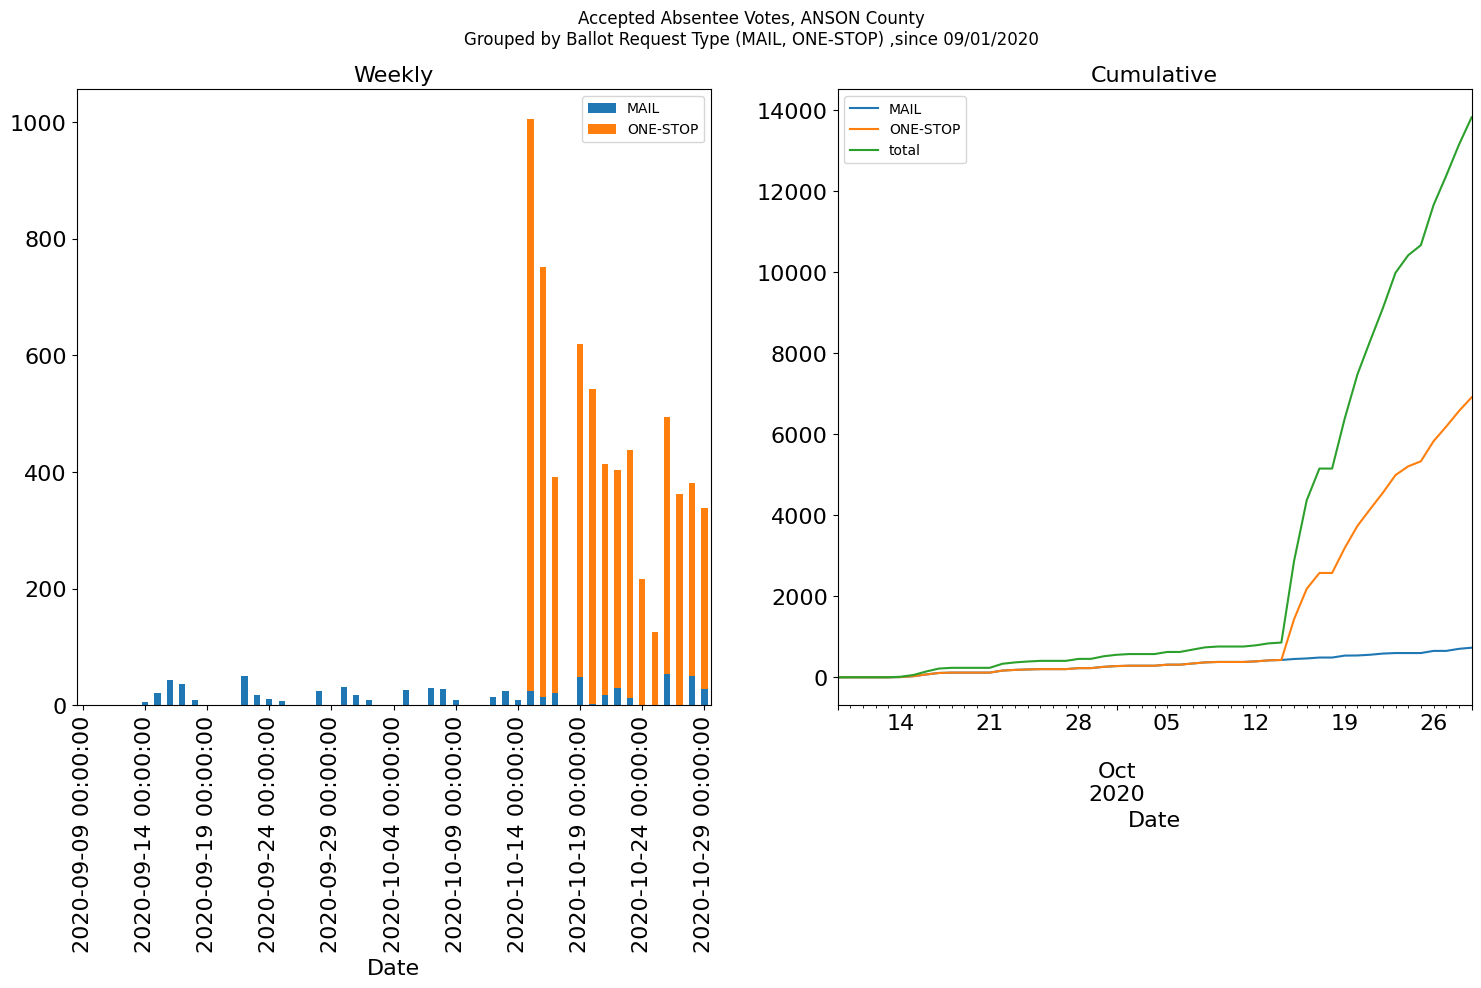 Accepted Absentee Votes, ANSON County
Grouped by Ballot Request Type (MAIL, ONE-STOP) ,since 09/01/2020
Weekly
MAIL
ONE-STOP
1000
800
600
400
200
0
2020-09-09 00:00:00
2020-09-14 00:00:00
2020-09-19 00:00:00
2020-09-24 00:00:00
2020-09-29 00:00:00
2020-10-04 00:00:00
2020-10-09 00:00:00
2020-10-14 00:00:00
2020-10-19 00:00:00
2020-10-24 00:00:00
2020-10-29 00:00:00
Date
Cumulative
MAIL
ONE-STOP
total
14000
12000
10000
8000
6000
4000
2000
0
14 21 28 05 12 19 26
Oct
2020
Date